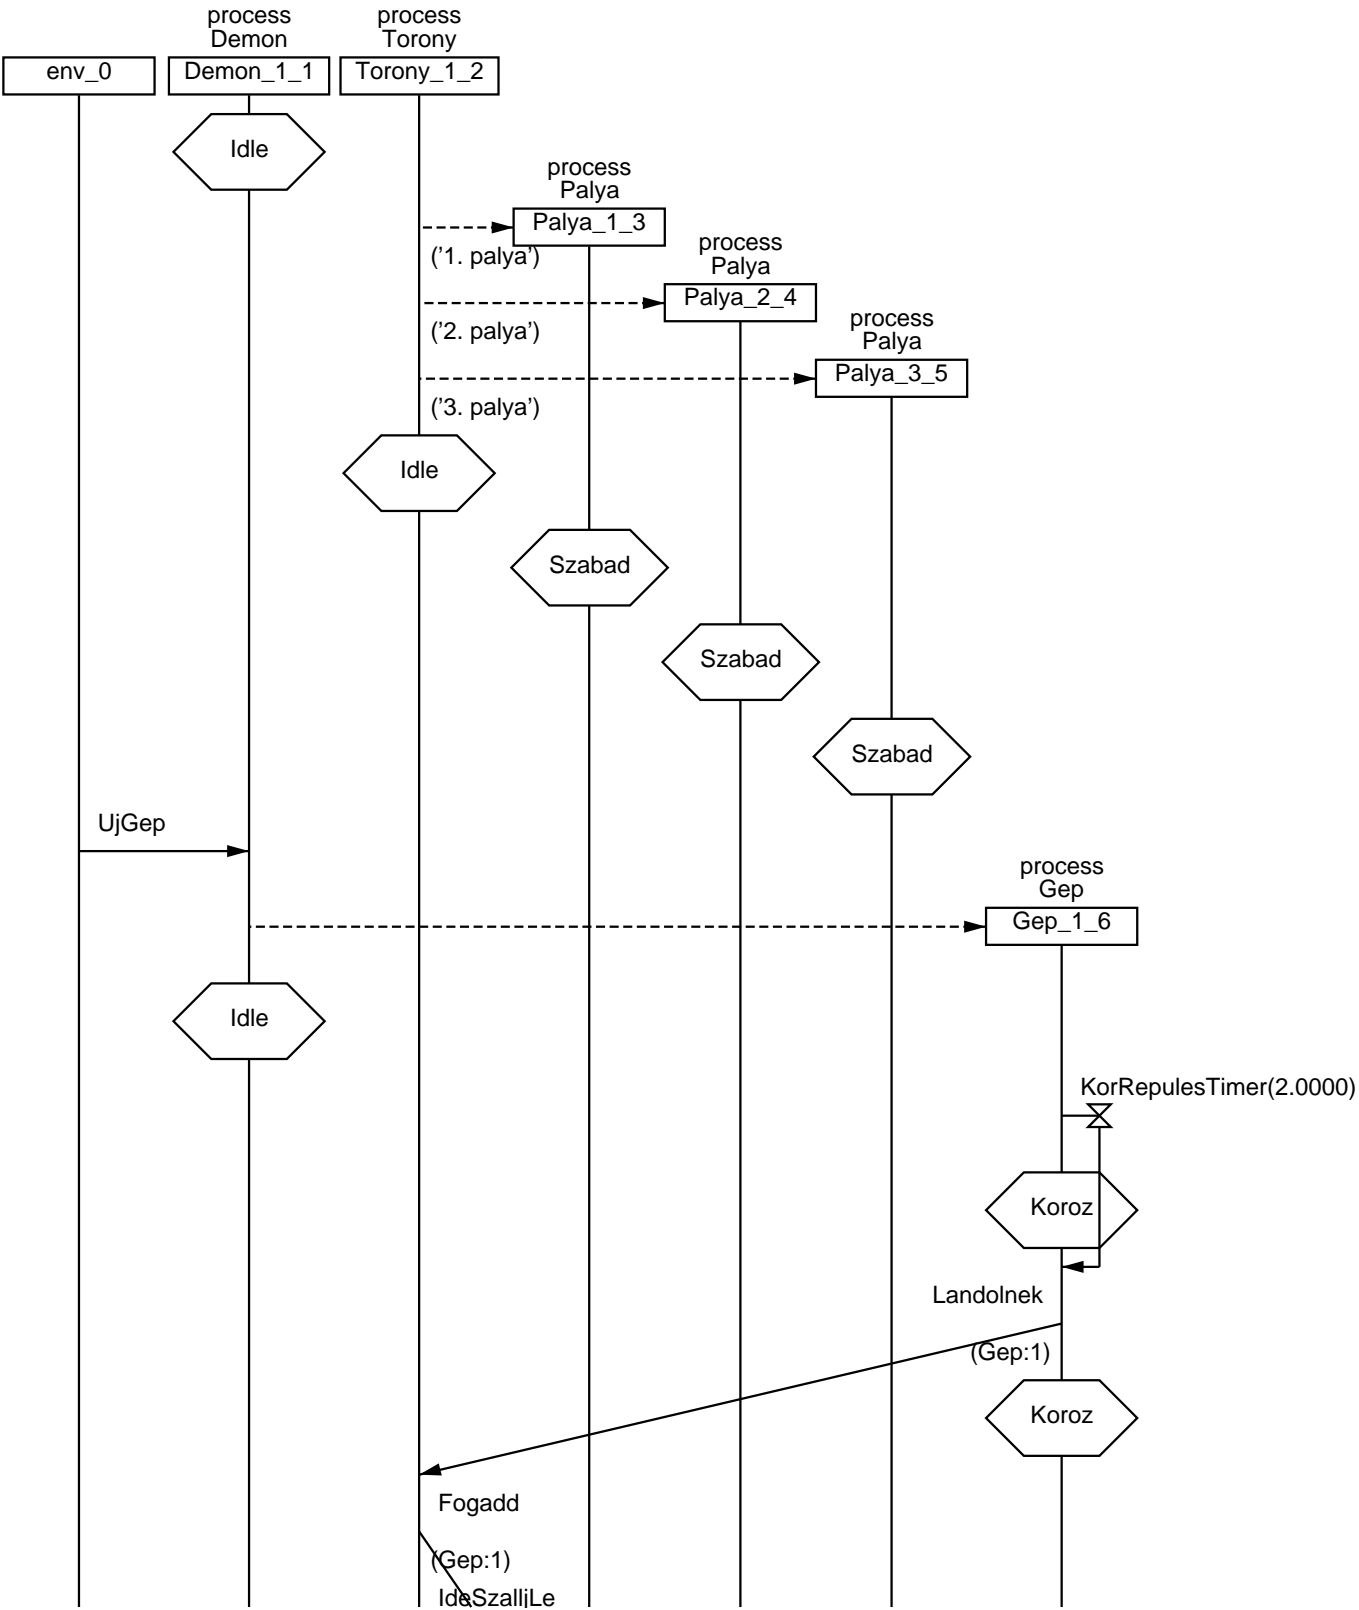 process
Demon
process
Torony
env_0
Demon_1_1
Torony_1_2
Idle
process
Palya
Palya_1_3
('1. palya')
process
Palya
Palya_2_4
('2. palya')
process
Palya
Palya_3_5
('3. palya')
Idle
Szabad
Szabad
Szabad
UjGep
process
Gep
Gep_1_6
Idle
KorRepulesTimer(2.0000)
Koroz
Landolnek
(Gep:1)
Koroz
Fogadd
(Gep:1)
IdeSzalljLe